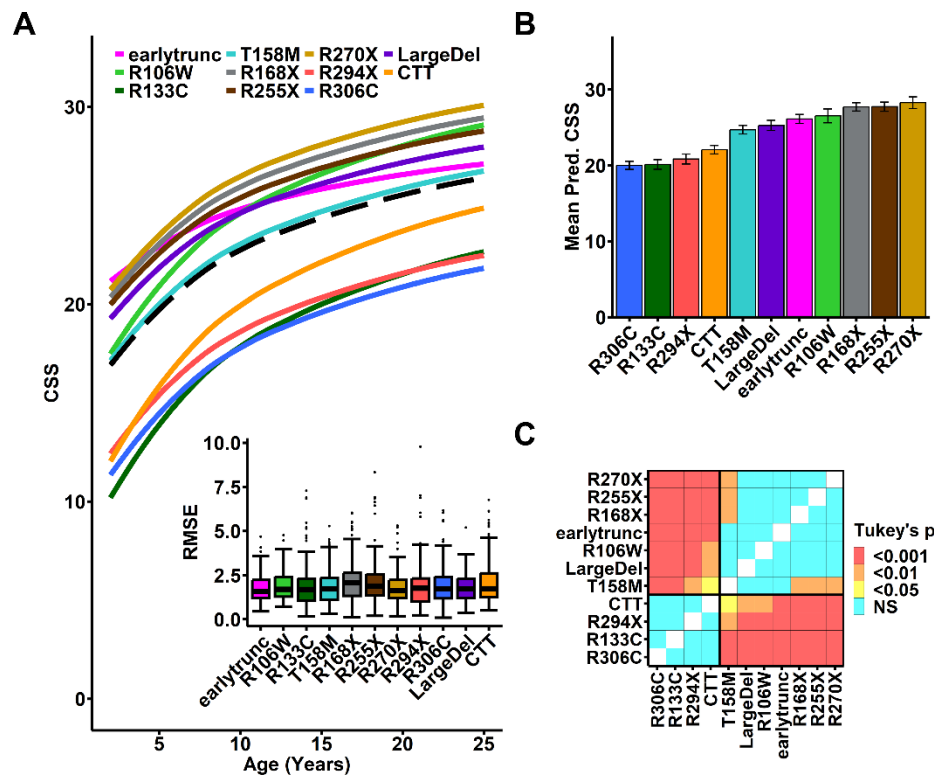 A
earlytrunc T158M R270X LargeDel
R106W R168X R294X CTT
R133C R255X R306C
CSS
30
20
10
0
5 10 15 20 25
Age (Years)
RMSE
10.0
7.5
5.0
2.5
0.0
earlytrunc R106W R133C T158M R168X R255X R270X R294X R306C LargeDel CTT
B
Mean Pred. CSS
30
20
10
0
R306C R133C R294X CTT T158M LargeDel earlytrunc R106W R168X R255X R270X
C
R270X
R255X
R168X
earlytrunc
R106W
LargeDel
T158M
CTT
R294X
R133C
R306C
R306C R133C R294X CTT T158M LargeDel R106W earlytrunc R168X R255X R270X
Tukey's p
<0.001
<0.01
<0.05
NS